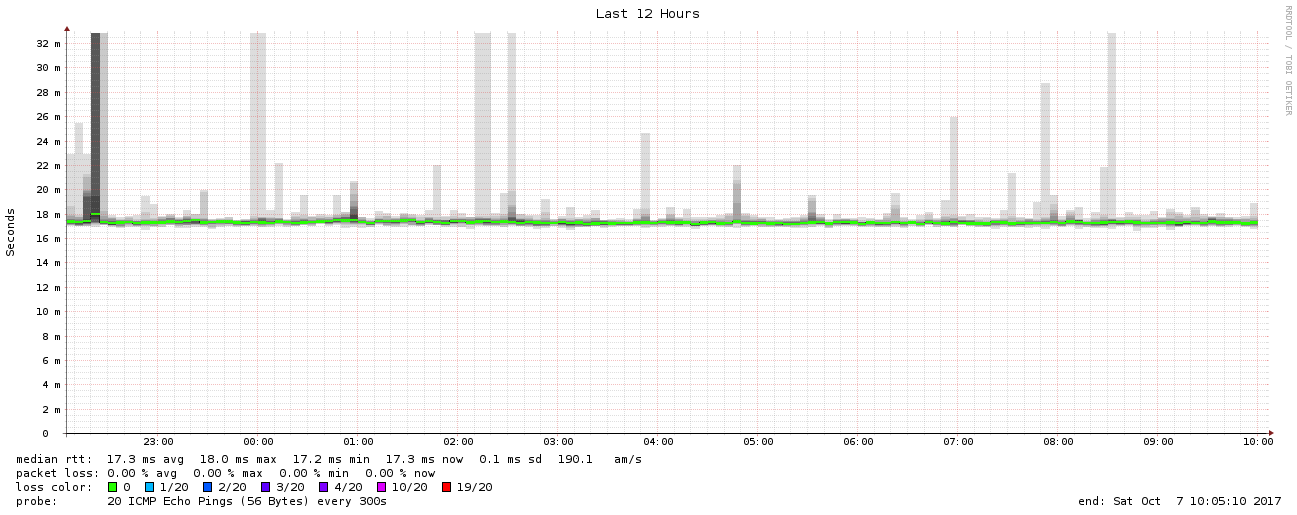 Last 12 Hours
RRDTOOL / TOBI OETIKER
Seconds
32 m
30 m
28 m
26 m
24 m
22 m
20 m
18 m
16 m
14 m
12 m
10 m
8 m
6 m
4 m
2 m
0
23:00 00:00 01:00 02:00 03:00 04:00 05:00 06:00 07:00 08:00 09:00 10:00
median rtt: 17.3 ms avg 18.0 ms max 17.2 ms min 17.3 ms now 0.1 ms sd 190.1 am/s
packet loss: 0.00 % avg 0.00 % max 0.00 % min 0.00 % now
loss color: 0 1/20 2/20 3/20 4/20 10/20 19/20
probe: 20 ICMP Echo Pings (56 Bytes) every 300s end: Sat Oct 7 10:05:10 2017